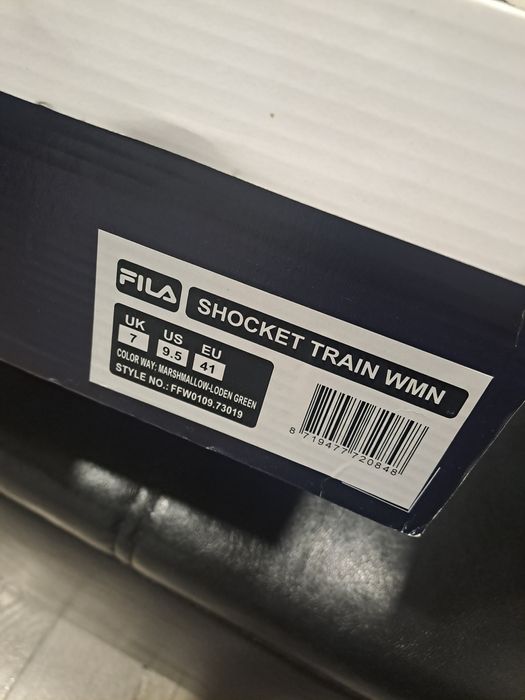 FILA
SHOCKET TRAIN WMN
UK US EU
7 9.5 41
COLOR WAY: MARSHMALLOW-LODEN GREEN
STYLE NO.: FFW0109.73019
8 719477 720848